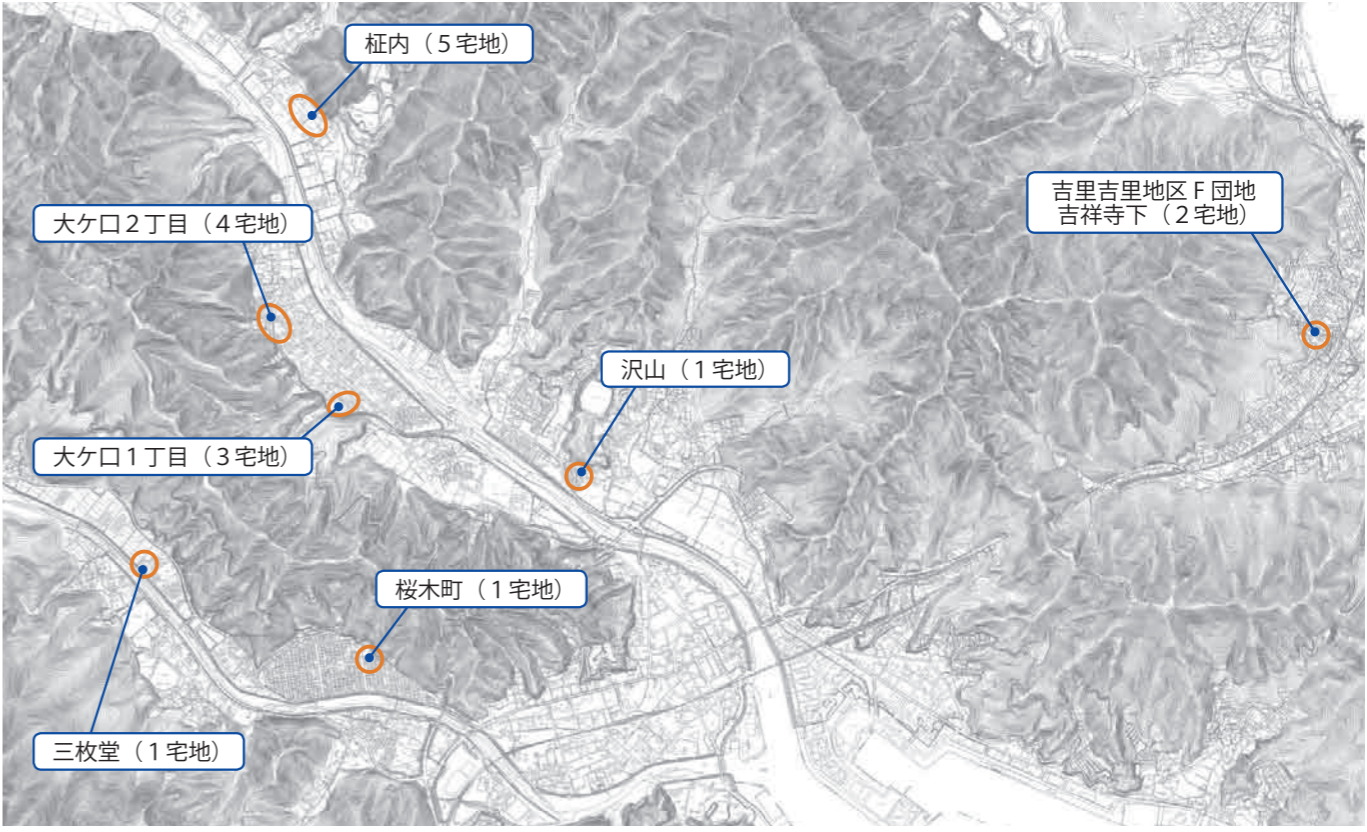 柾内（５宅地）
吉里吉里地区Ｆ団地
吉祥寺下（２宅地）
大ケ口２丁目（４宅地）
沢山（１宅地）
大ケ口１丁目（３宅地）
桜木町（１宅地）
三枚堂（１宅地）